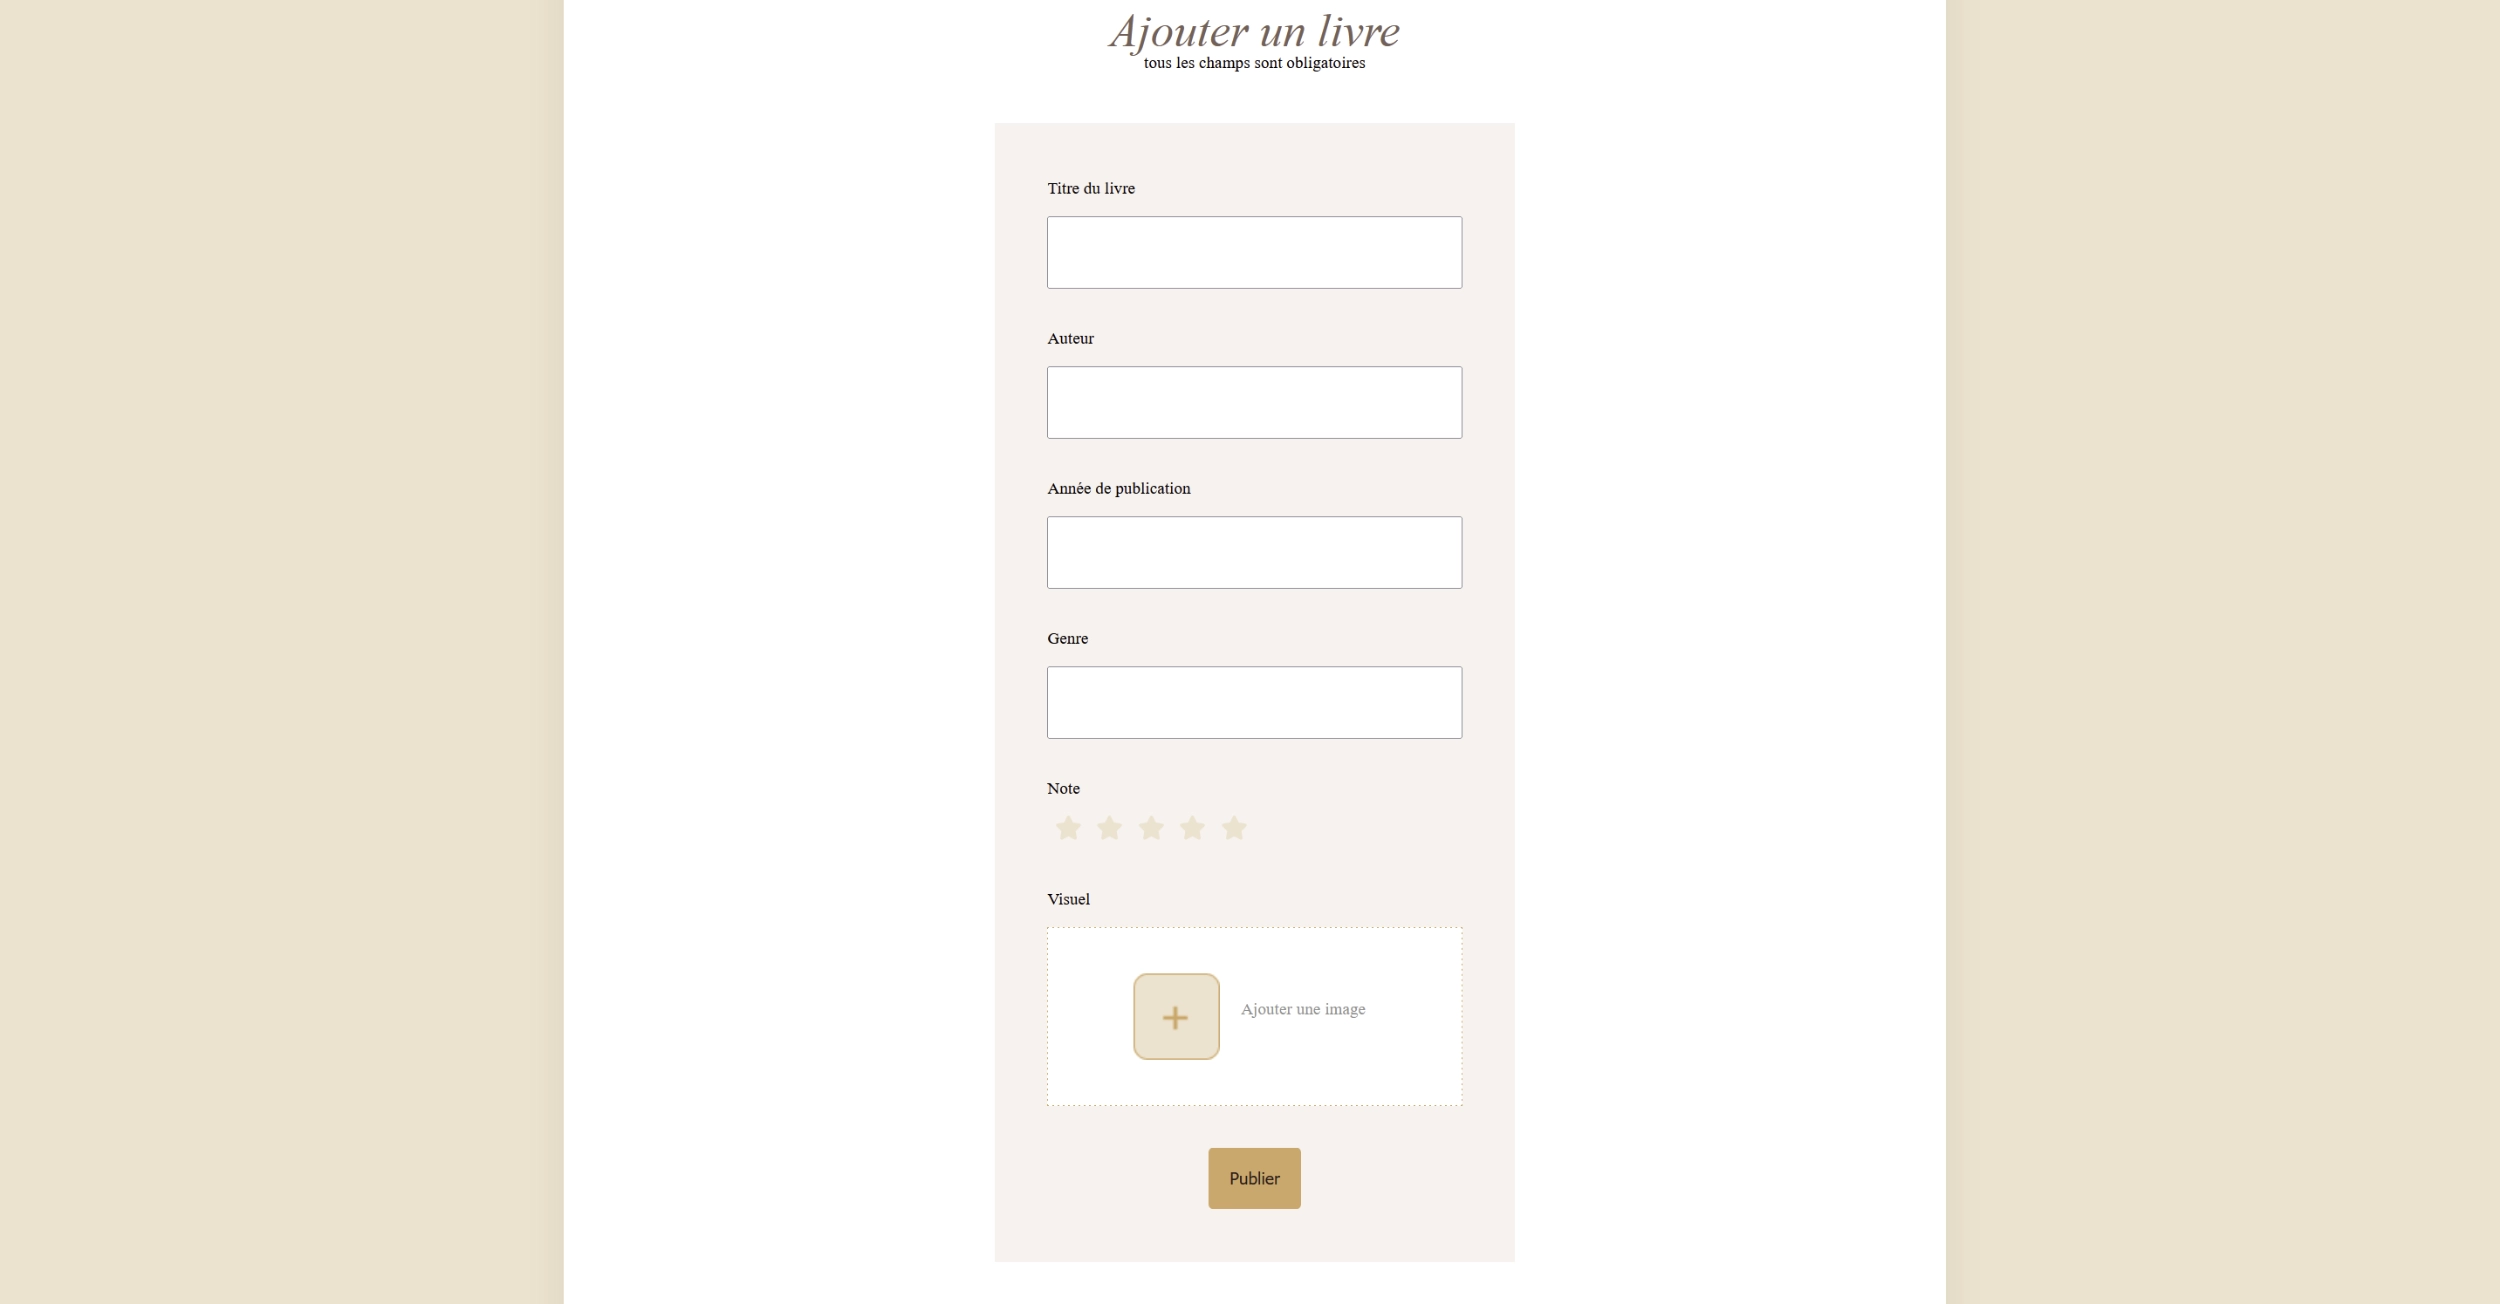 Ajouter un livre
tous les champs sont obligatoires
Titre du livre
Auteur
Année de publication
Genre
Note
Visuel
Ajouter une image
Publier